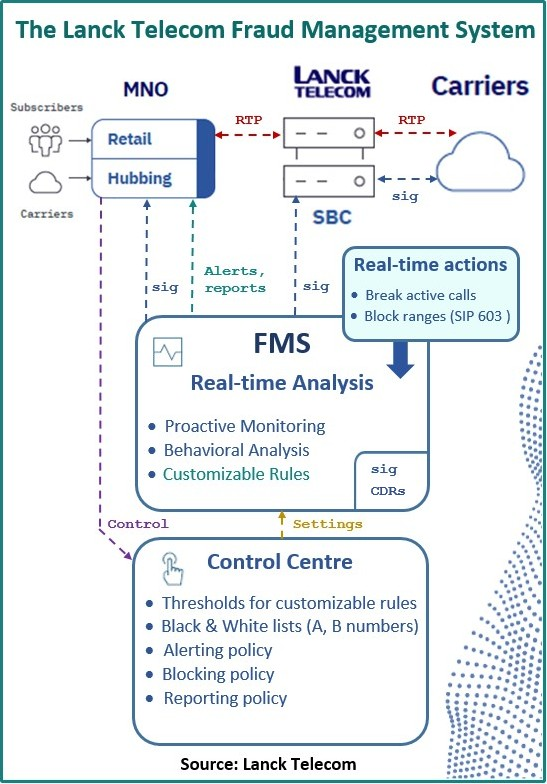 The Lanck Telecom Fraud Management System
MNO
LANCK
TELECOM
Carriers
Subscribers
Retail
Hubbing
Carriers
RTP
RTP
sig
SBC
sig
Alerts,
reports
sig
Real-time actions
• Break active calls
• Block ranges (SIP 603 )
FMS
Real-time Analysis
• Proactive Monitoring
• Behavioral Analysis
• Customizable Rules
sig
CDRs
Control
Settings
Control Centre
• Thresholds for customizable rules
• Black & White lists (A, B numbers)
• Alerting policy
• Blocking policy
• Reporting policy
Source: Lanck Telecom